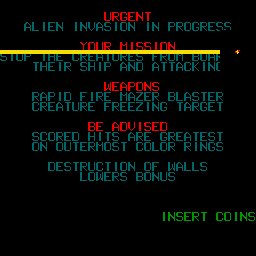 URGENT
ALIEN INVASION IN PROGRESS
YOUR MISSION
STOP THE CREATURES FROM
THEIR SHIP AND ATTACKING
WEAPONS
RAPID FIRE MAZER BLASTER
CREATURE FREEZING TARGET
BE ADVISED
SCORED HITS ARE GREATEST
ON OUTERMOST COLOR RINGS
DESTRUCTION OF WALLS
LOWERS BONUS
INSERT COINS